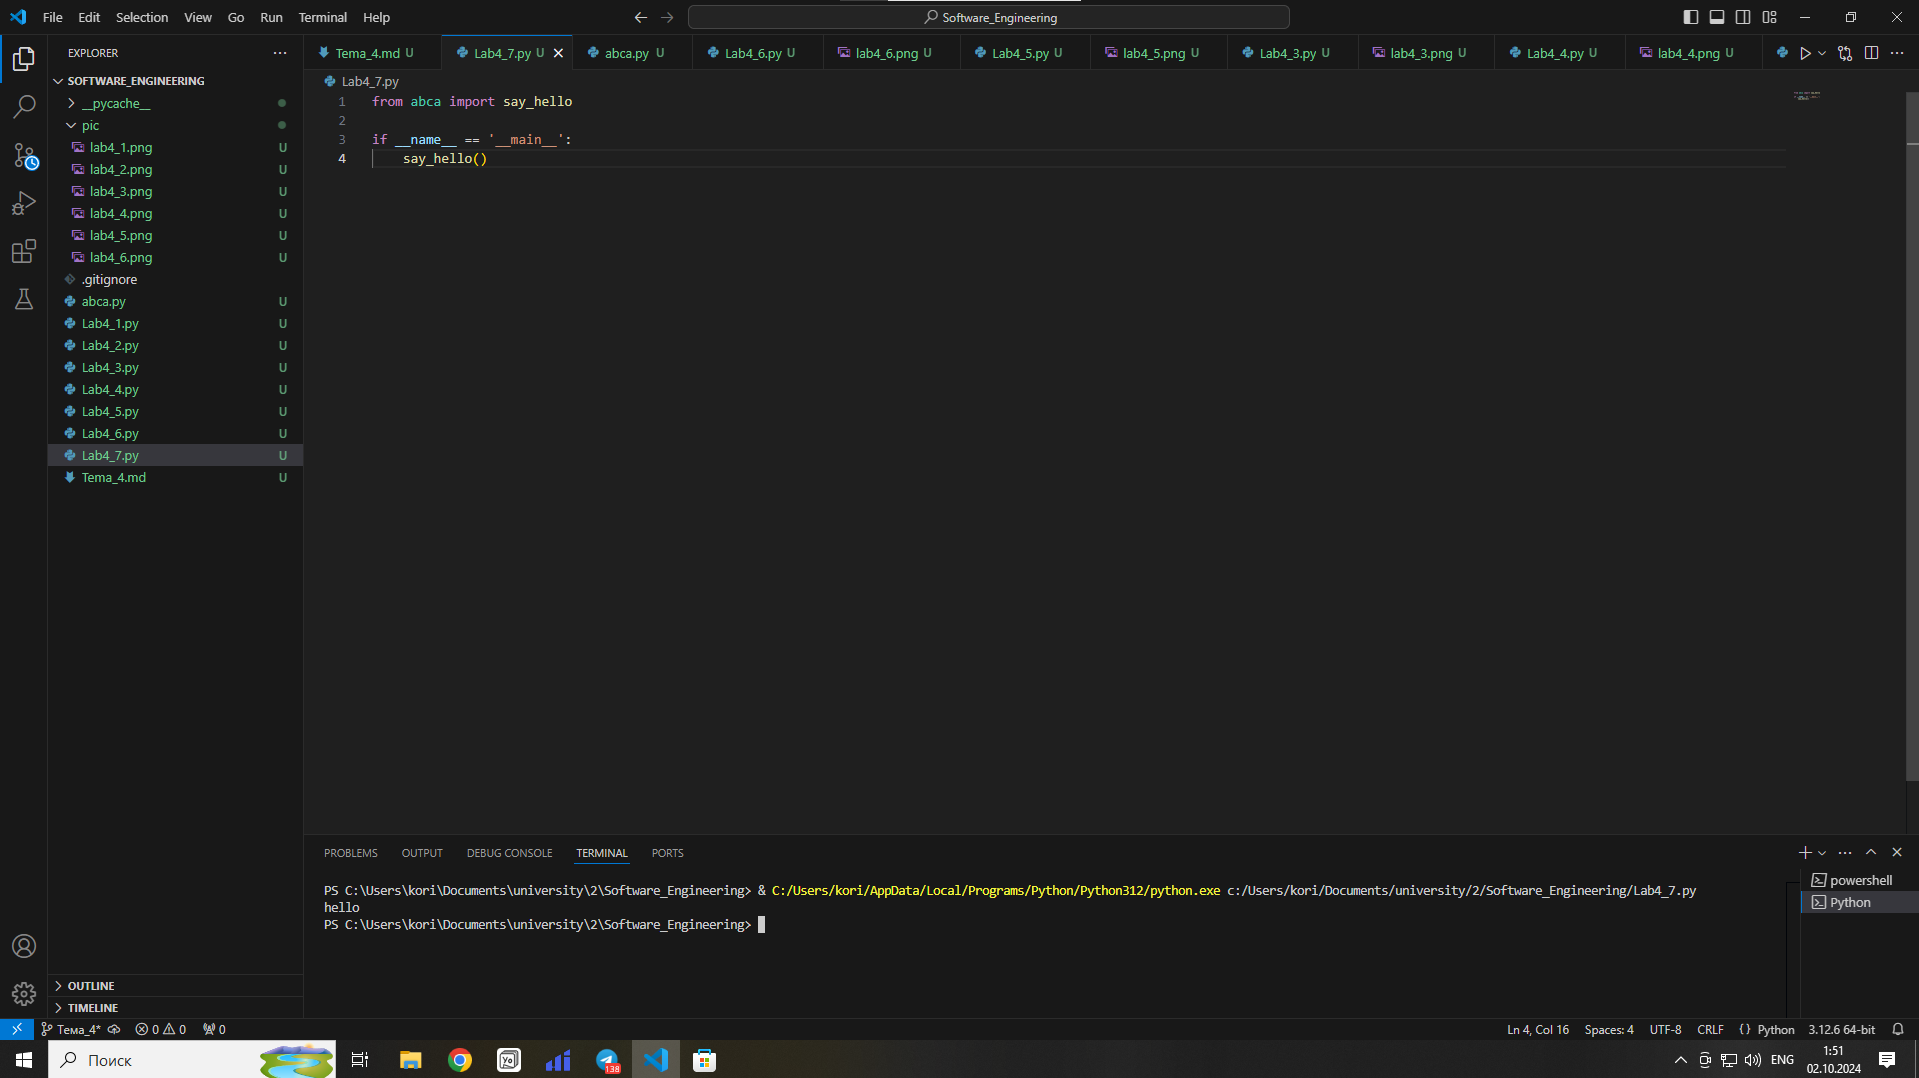 File Edit Selection View Go Run Terminal Help
Software_Engineering
EXPLORER
Tema_4.md U
Lab4_7.py U
abca.py U
Lab4_6.py U
lab4_6.png U
Lab4_5.py U
lab4_5.png U
Lab4_3.py U
lab4_3.png U
Lab4_4.py U
lab4_4.png U
SOFTWARE_ENGINEERING
__pycache__
pic
lab4_1.png U
lab4_2.png U
lab4_3.png U
lab4_4.png U
lab4_5.png U
lab4_6.png U
.gitignore
abca.py U
Lab4_1.py U
Lab4_2.py U
Lab4_3.py U
Lab4_4.py U
Lab4_5.py U
Lab4_6.py U
Lab4_7.py U
Tema_4.md U
OUTLINE
TIMELINE
Lab4_7.py
1 from abca import say_hello
2
3 if __name__ == '__main__':
4 say_hello()
PROBLEMS OUTPUT DEBUG CONSOLE TERMINAL PORTS
PS C:\Users\kori\Documents\university\2\Software_Engineering> & C:/Users/kori/AppData/Local/Programs/Python/Python312/python.exe c:/Users/kori/Documents/university/2/Software_Engineering/Lab4_7.py
hello
PS C:\Users\kori\Documents\university\2\Software_Engineering>
powershell
Python
Тема_4* 0 0 0
Ln 4, Col 16 Spaces: 4 UTF-8 CRLF {} Python 3.12.6 64-bit
Поиск
138
ENG
1:51
02.10.2024